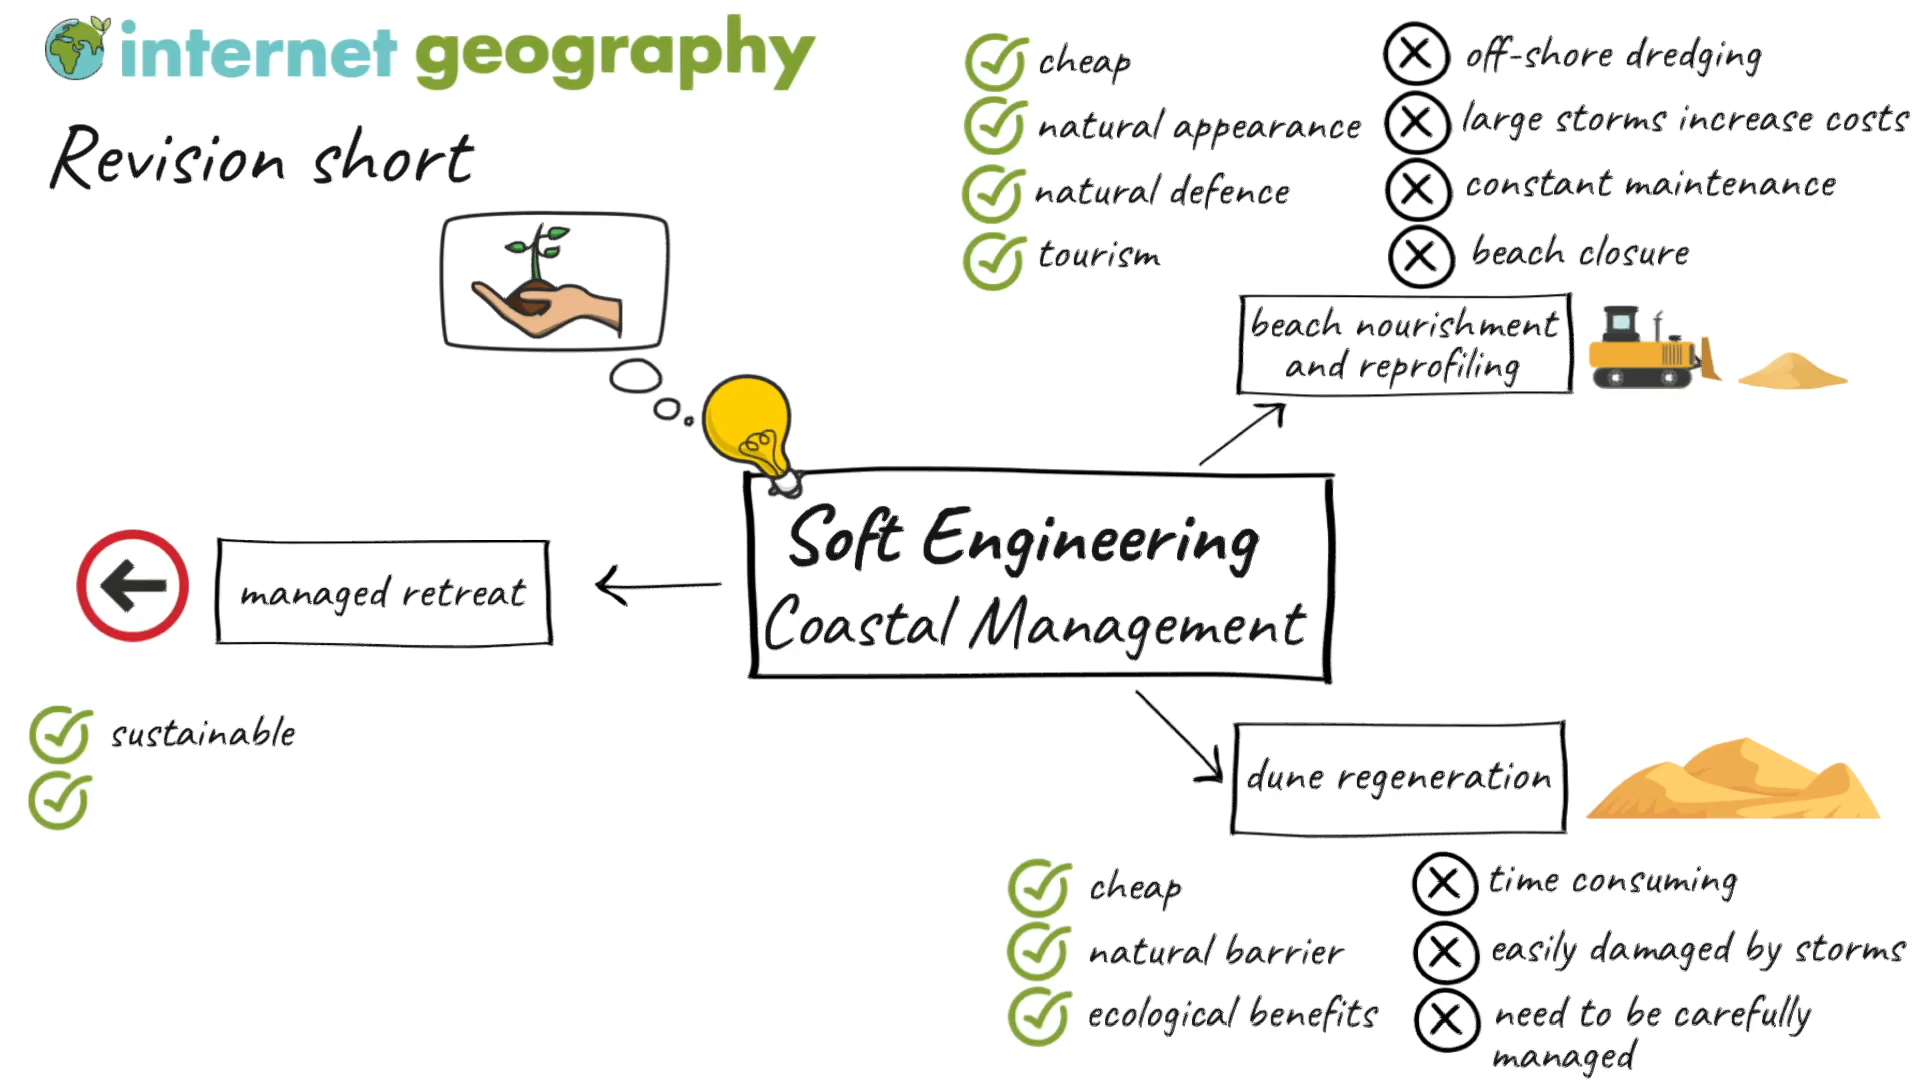 internet geography
Revision short
cheap
natural appearance
natural defence
tourism
off-shore dredging
large storms increase costs
constant maintenance
beach closure
beach nourishment
and reprofiling
Soft Engineering
Coastal Management
managed retreat
sustainable
dune regeneration
cheap
natural barrier
ecological benefits
time consuming
easily damaged by storms
need to be carefully
managed